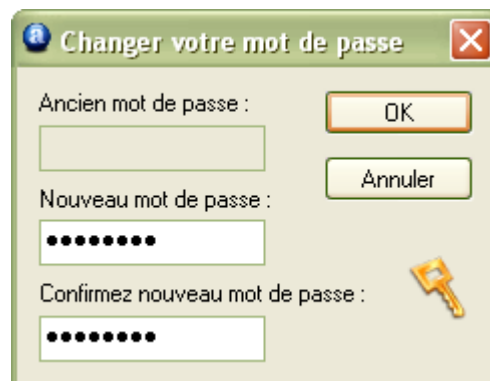 Changer votre mot de passe
Ancien mot de passe :
OK
Annuler
Nouveau mot de passe :
••••••••
Confirmez nouveau mot de passe :
••••••••